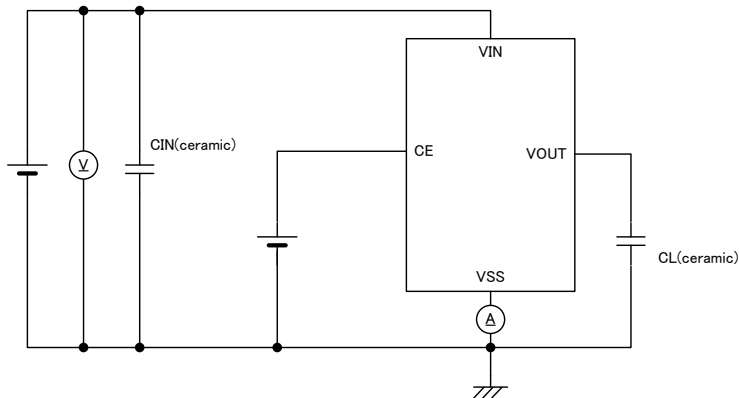 VIN
CIN(ceramic)
V
CE
VOUT
CL(ceramic)
VSS
A